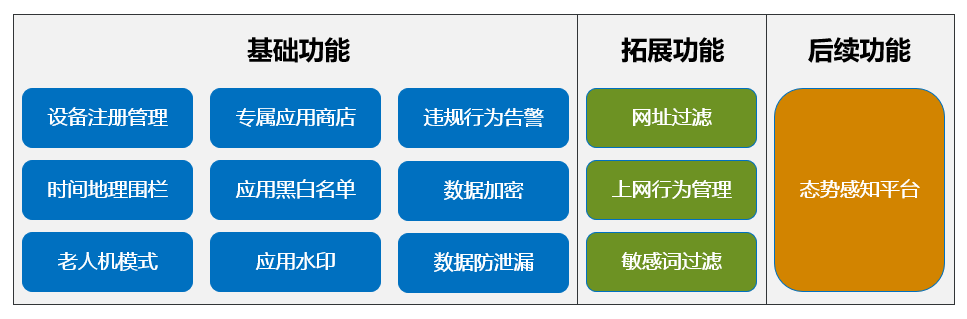 基础功能
拓展功能
后续功能
设备注册管理
专属应用商店
违规行为告警
网址过滤
时间地理围栏
应用黑白名单
数据加密
上网行为管理
态势感知平台
老人机模式
应用水印
数据防泄漏
敏感词过滤